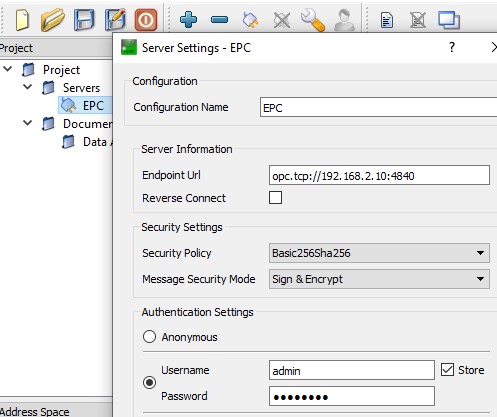 Server Settings - EPC
?
Project
Project
Servers
EPC
Documen
Data A
Configuration
Configuration Name
EPC
Server Information
Endpoint Url
opc.tcp://192.168.2.10:4840
Reverse Connect
Security Settings
Security Policy
Basic256Sha256
Message Security Mode
Sign & Encrypt
Authentication Settings
Anonymous
Username
admin
Store
Password
●●●●●●●●
Address Space